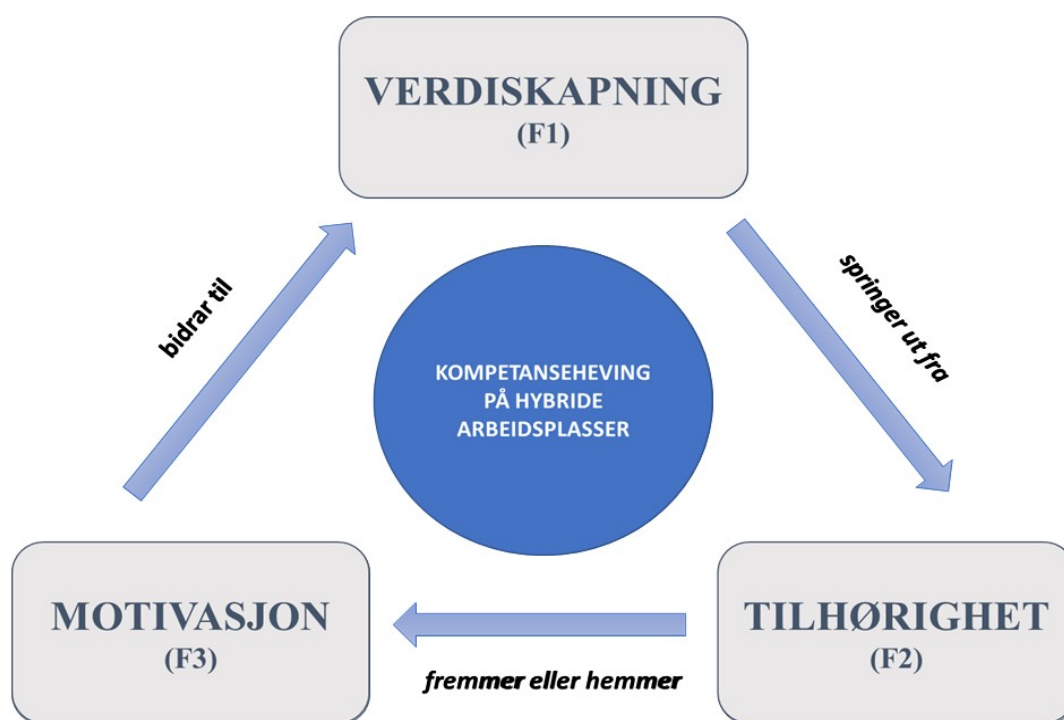 VERDISKAPNING
(F1)
bidrar til
springer ut fra
KOMPETANSEHEVING
PÅ HYBRIDE
ARBEIDSPLASSER
MOTIVASJON
(F3)
TILHØRIGHET
(F2)
fremmer eller hemmer